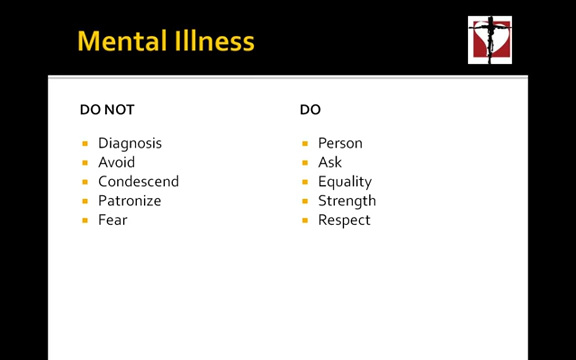 Mental Illness
DO NOT
Diagnosis
Avoid
Condescend
Patronize
Fear
DO
Person
Ask
Equality
Strength
Respect